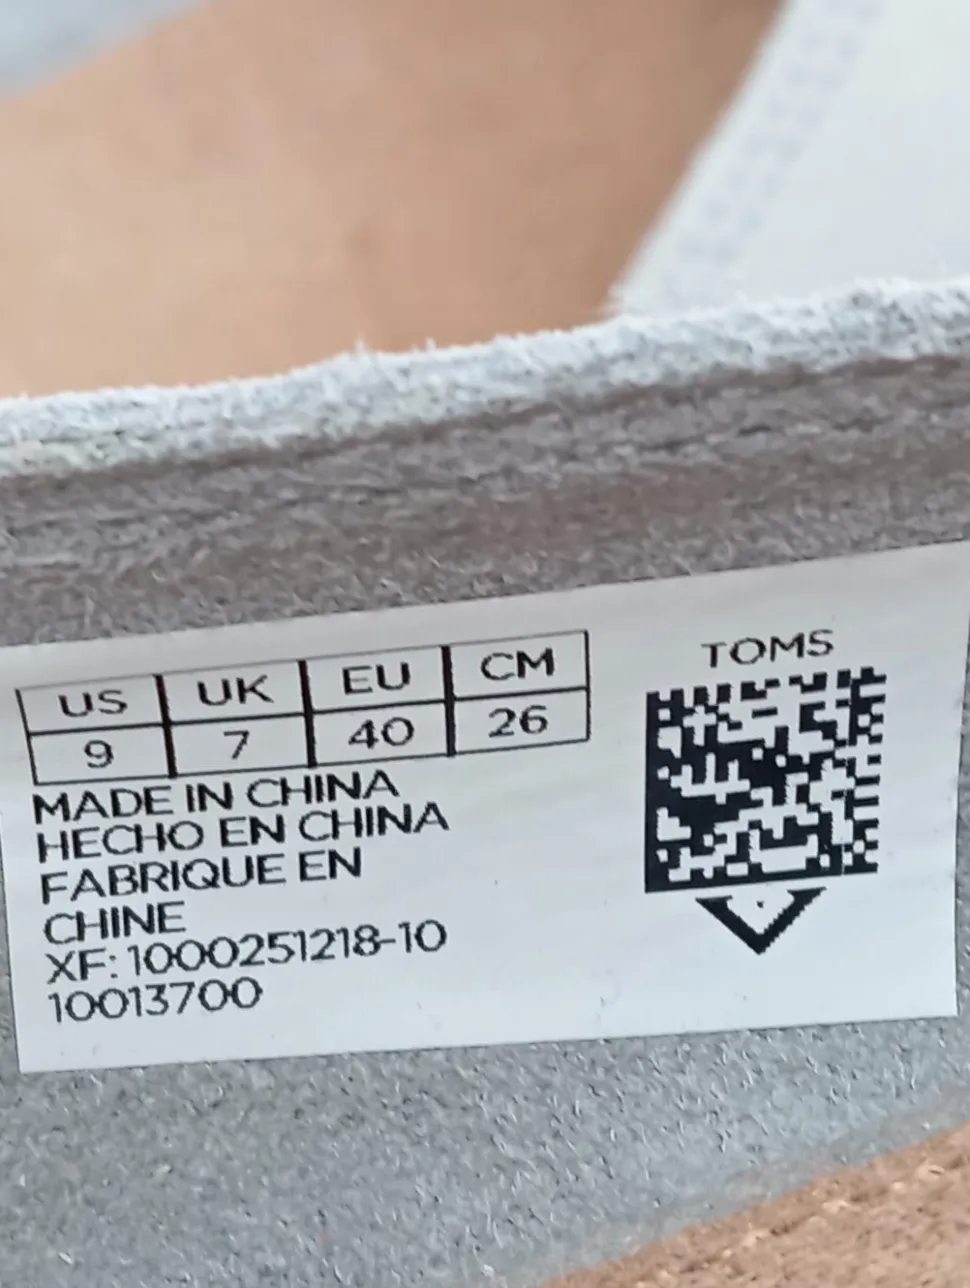 US UK EU CM
9 7 40 26
MADE IN CHINA
HECHO EN CHINA
FABRIQUE EN
CHINE
XF: 1000251218-10
10013700
TOMS